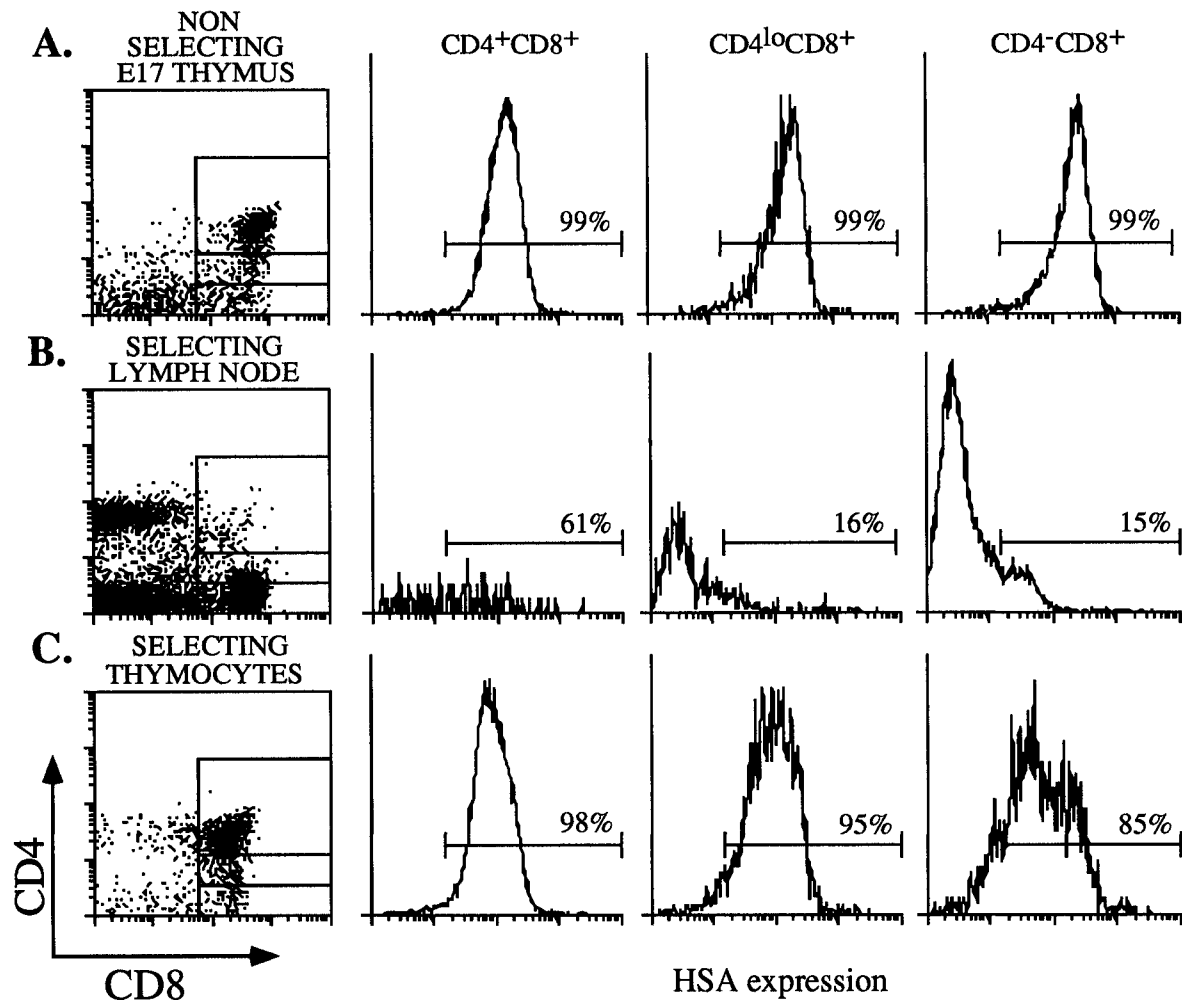 A.
NON
SELECTING
E17 THYMUS
CD4+CD8+
CD4loCD8+
CD4-CD8+
99%
99%
99%
B.
SELECTING
LYMPH NODE
61%
16%
15%
C.
SELECTING
THYMOCYTES
98%
95%
85%
CD4
CD8
HSA expression